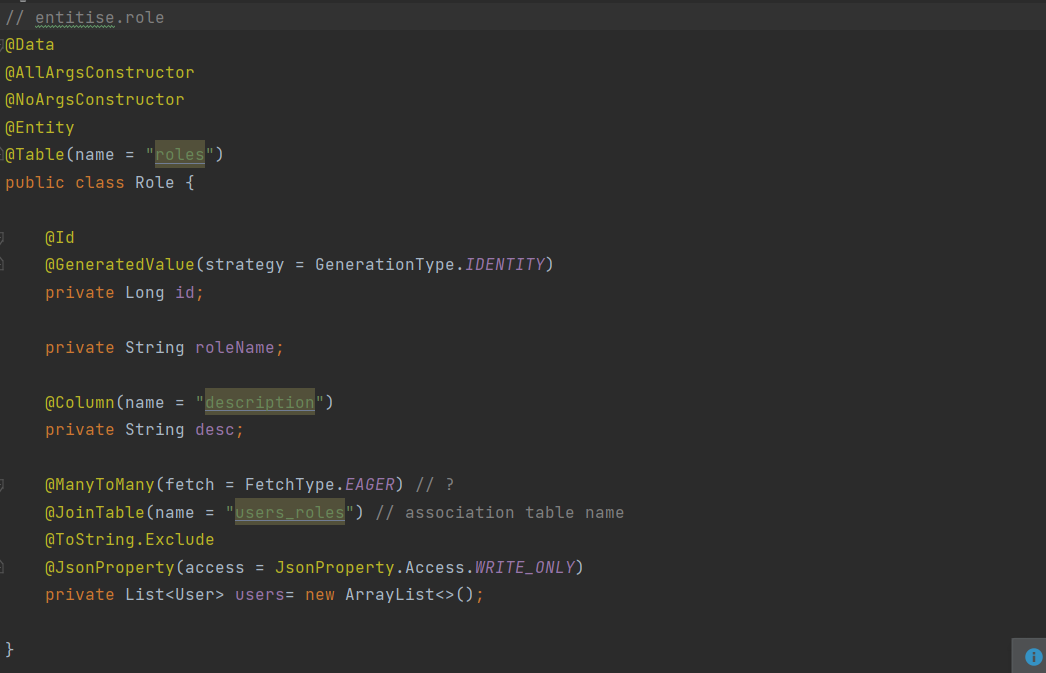 // entitise.role
@Data
@AllArgsConstructor
@NoArgsConstructor
@Entity
@Table(name = "roles")
public class Role {
@Id
@GeneratedValue(strategy = GenerationType.IDENTITY)
private Long id;
private String roleName;
@Column(name = "description")
private String desc;
@ManyToMany(fetch = FetchType.EAGER) // ?
@JoinTable(name = "users_roles") // association table name
@ToString.Exclude
@JsonProperty(access = JsonProperty.Access.WRITE_ONLY)
private List<User> users= new ArrayList<>();
}